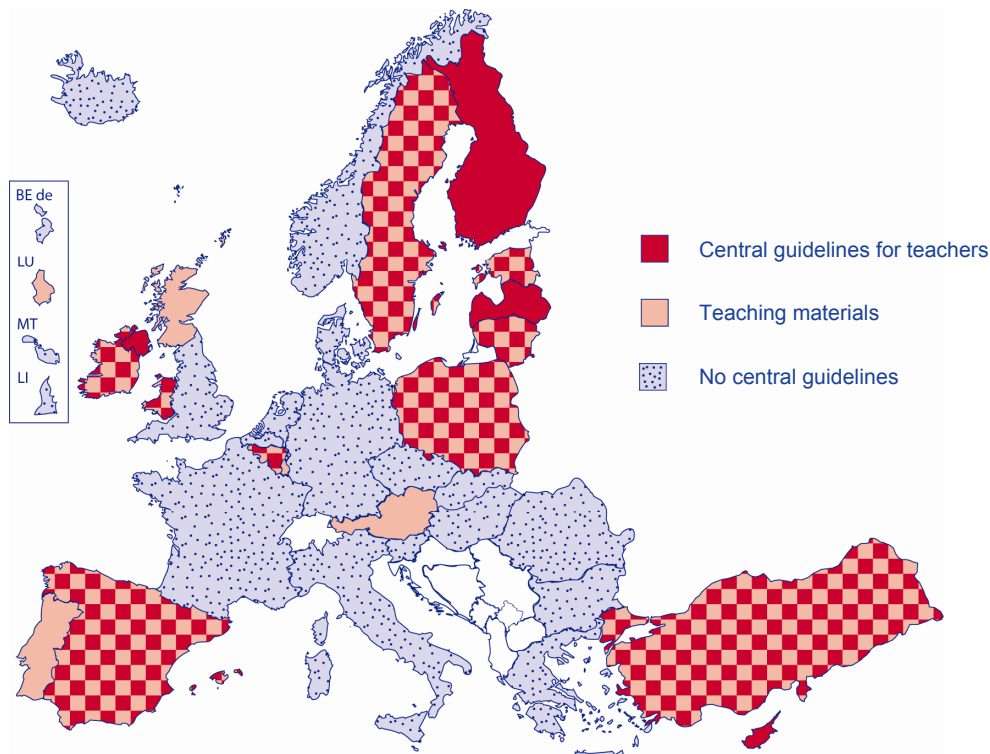 BE de
LU
MT
LI
Central guidelines for teachers
Teaching materials
No central guidelines